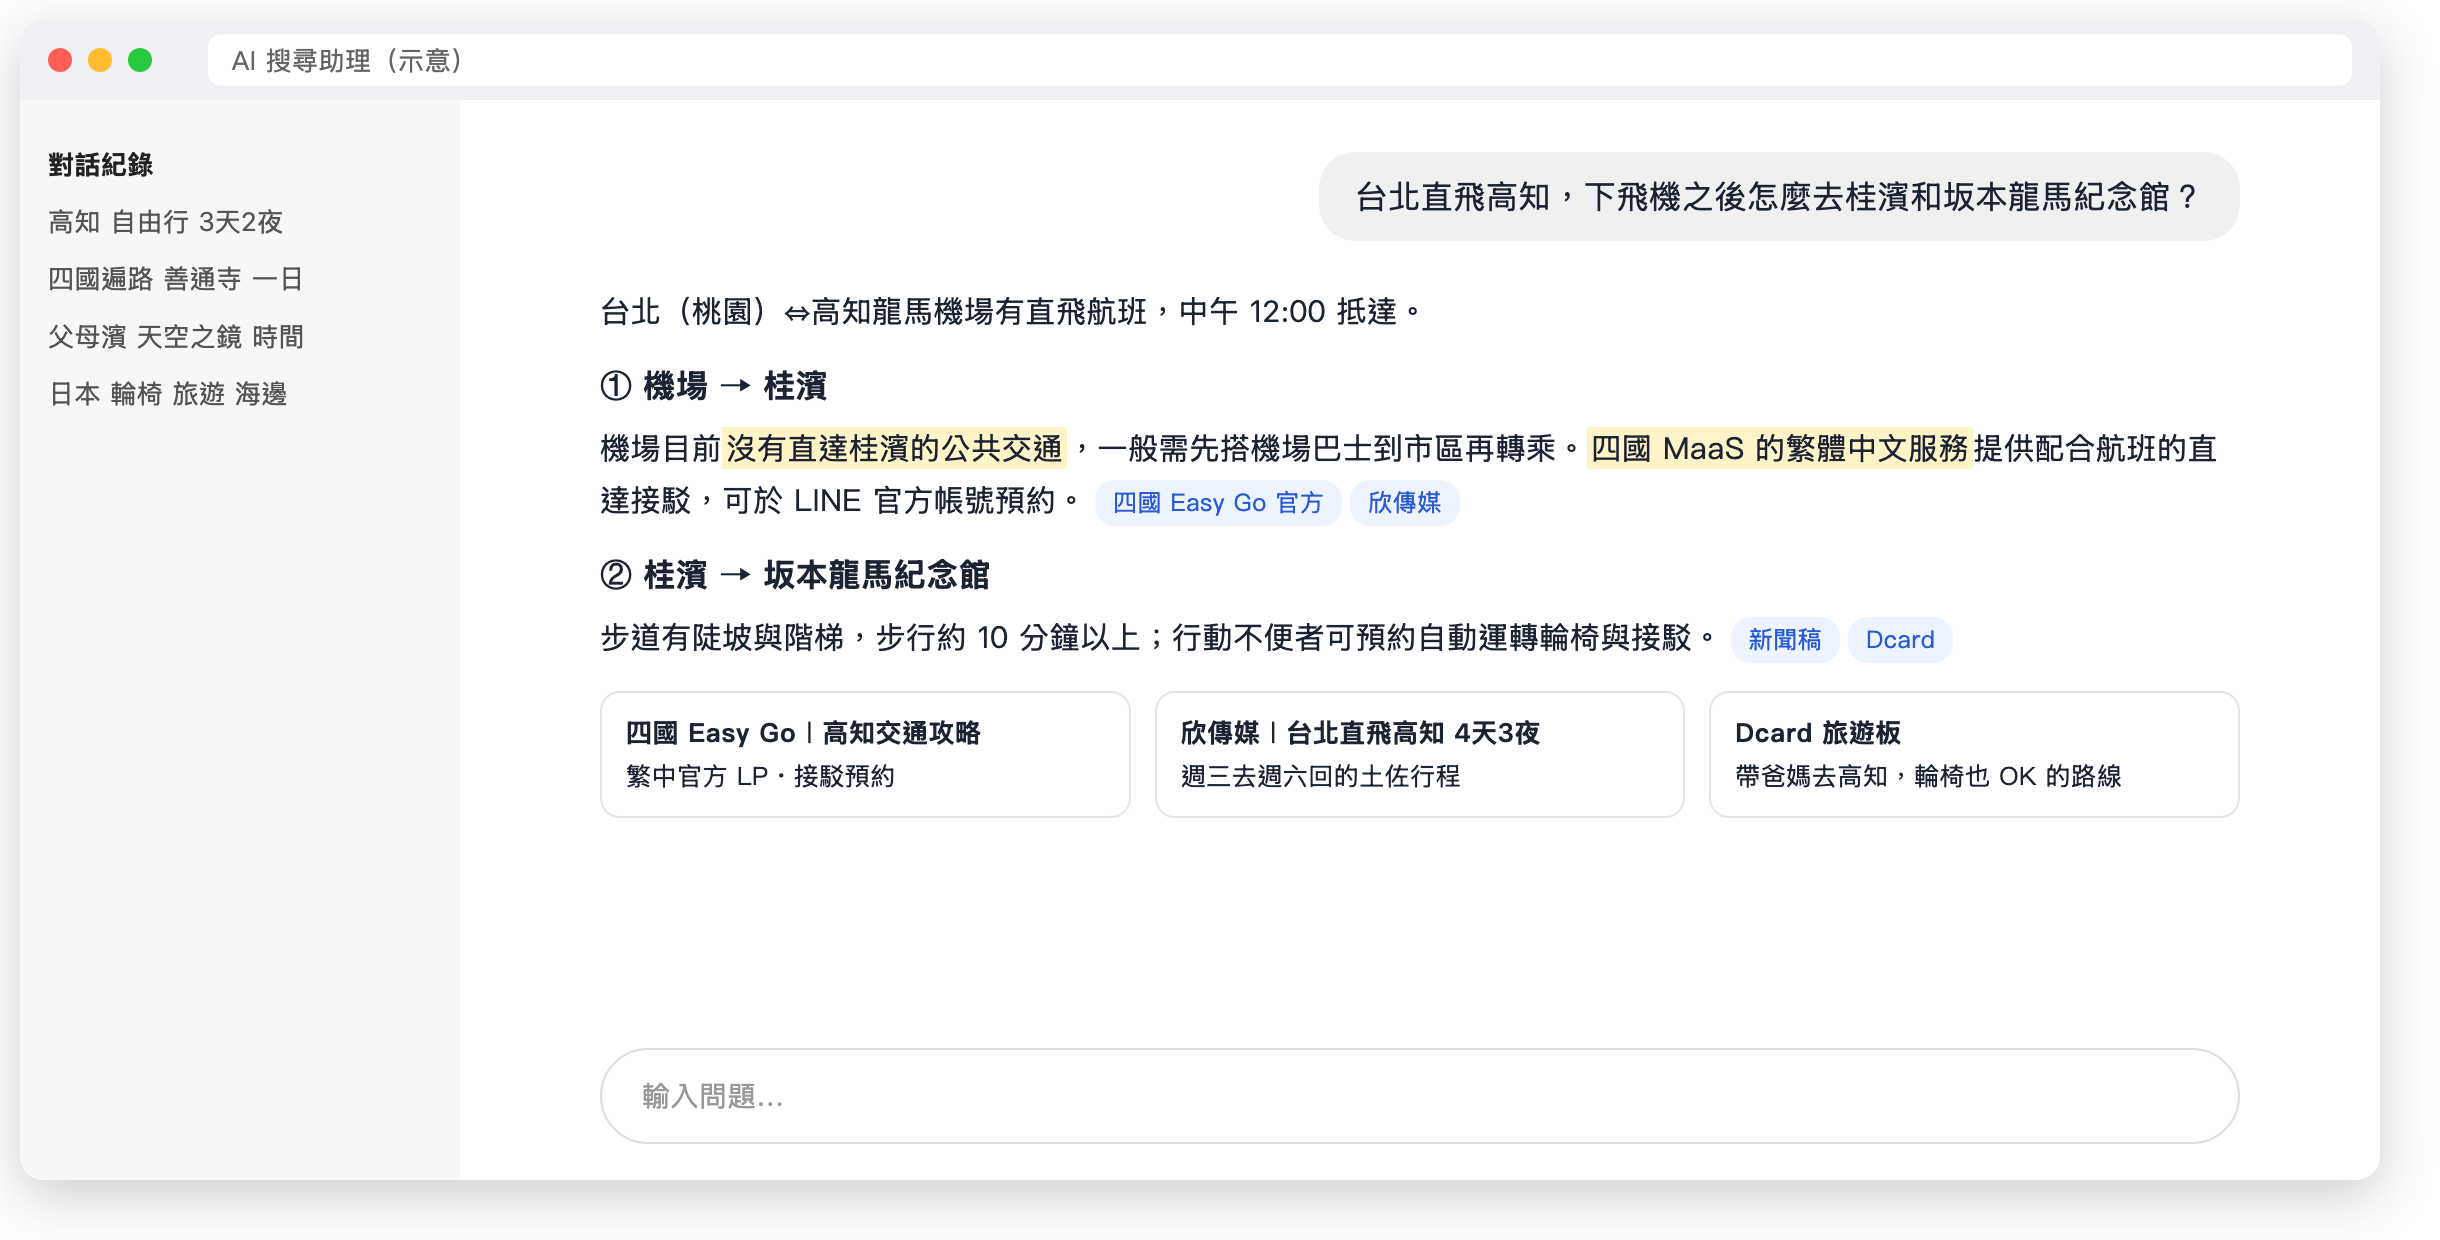 AI 搜尋助理（示意）
對話紀錄
高知 自由行 3天2夜
四國遍路 善通寺 一日
父母濱 天空之鏡 時間
日本 輪椅 旅遊 海邊
台北直飛高知，下飛機之後怎麼去桂濱和坂本龍馬紀念館？
台北（桃園）⇔高知龍馬機場有直飛航班，中午 12:00 抵達。
① 機場 → 桂濱
機場目前沒有直達桂濱的公共交通，一般需先搭機場巴士到市區再轉乘。四國 MaaS 的繁體中文服務提供配合航班的直
達接駁，可於 LINE 官方帳號預約。 四國 Easy Go 官方 欣傳媒
② 桂濱 → 坂本龍馬紀念館
步道有陡坡與階梯，步行約 10 分鐘以上；行動不便者可預約自動運轉輪椅與接駁。 新聞稿 Dcard
四國 Easy Go｜高知交通攻略
繁中官方 LP・接駁預約
欣傳媒｜台北直飛高知 4天3夜
週三去週六回的土佐行程
Dcard 旅遊板
帶爸媽去高知，輪椅也 OK 的路線
輸入問題…